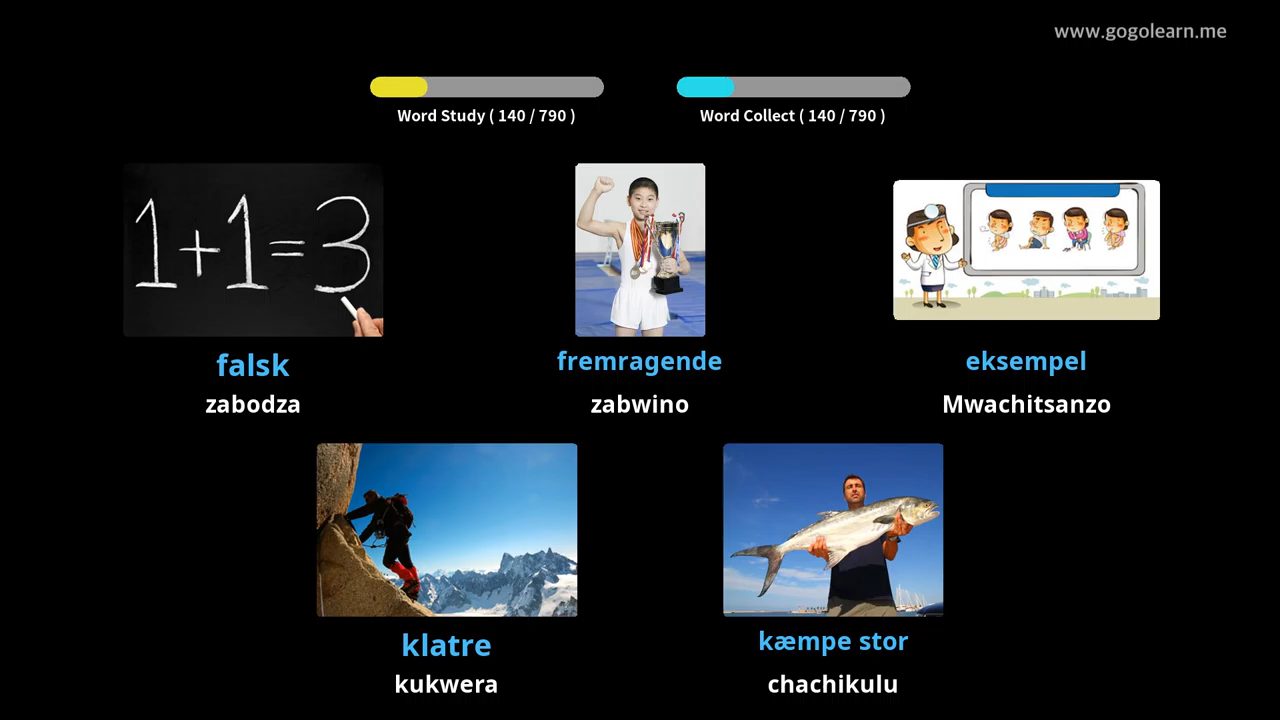 www.gogolearn.me
Word Study ( 140 / 790 )
Word Collect ( 140 / 790 )
1+1=3
falsk
zabodza
fremragende
zabwino
eksempel
Mwachitsanzo
klatre
kukwera
kæmpe stor
chachikulu